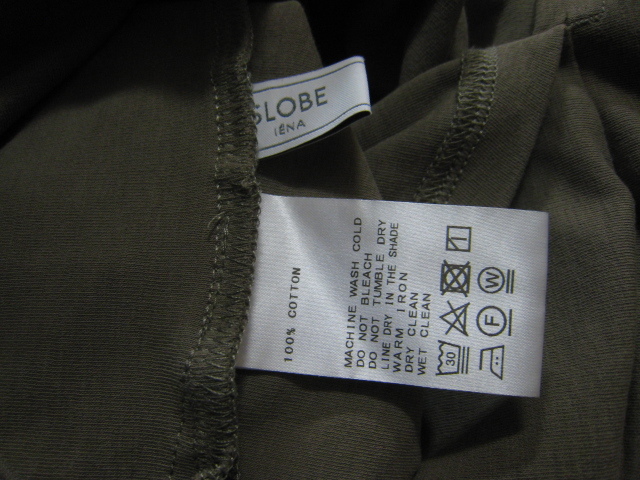 SLOBE
IÉNA
100% COTTON
MACHINE WASH COLD
DO NOT BLEACH
DO NOT TUMBLE DRY
LINE DRY IN THE SHADE
WARM IRON
DRY CLEAN
WET CLEAN
30
F
W